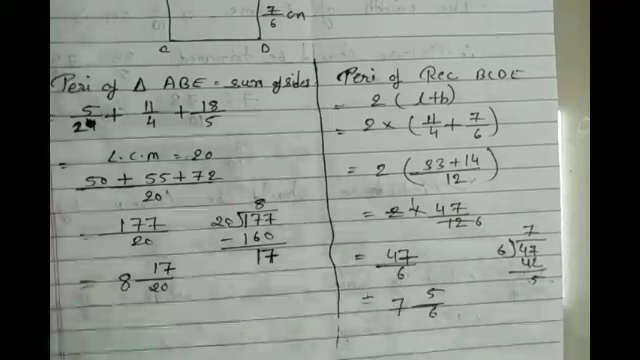 7/6 cm
C D
Peri of Δ ABE = sum of sides
= 5/2 + 11/4 + 18/5
L.C.M = 20
= 50 + 55 + 72 / 20
= 177/20
8
20)177
- 160
17
= 8 17/20
Peri of Rec BCDE
= 2 (l+b)
= 2 × (11/4 + 7/6)
= 2 (33+14/12)
= 2 × 47/12 6
= 47/6
7
6)47
42
5
= 7 5/6